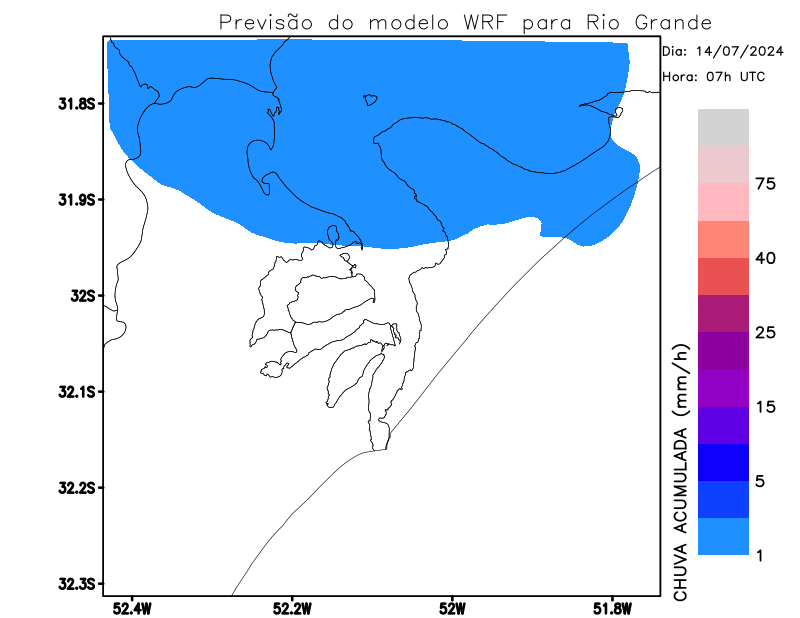 Previsão do modelo WRF para Rio Grande
Dia: 14/07/2024
Hora: 07h UTC
31.8S
31.9S
32S
32.1S
32.2S
32.3S
52.4W 52.2W 52W 51.8W
CHUVA ACUMULADA (mm/h)
75
40
25
15
5
1